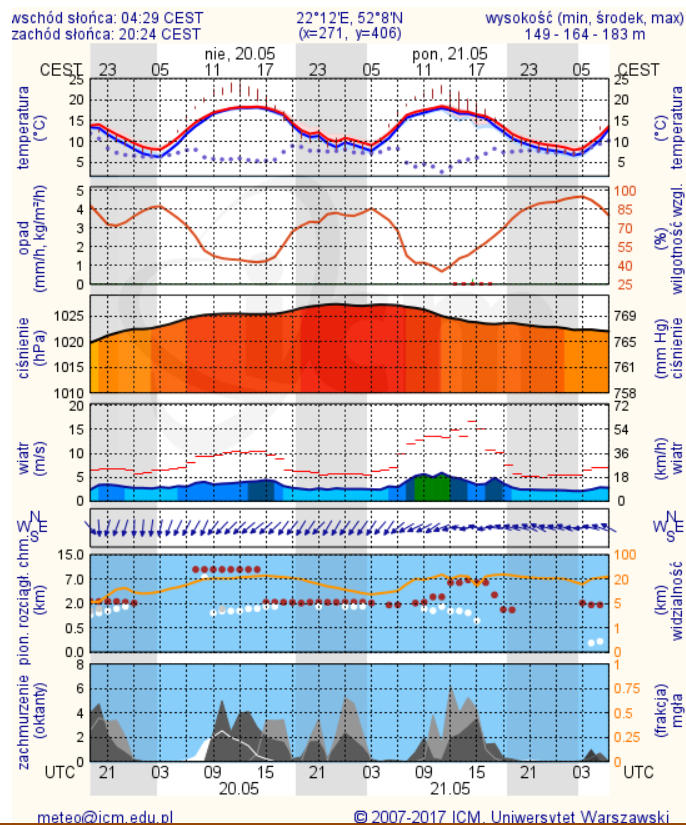 wschód słońca: 04:29 CEST 22°12'E, 52°8'N wysokość (min, środek, max)
zachód słońca: 20:24 CEST (x=271, y=406) 149 - 164 - 183 m
nie, 20.05 pon, 21.05
CEST 23 05 11 17 23 05 11 17 23 05 CEST
temperatura
(°C)
25
20
15
10
5
25
20
15
10
5
temperatura
(°C)
opad
(mm/h, kg/m²/h)
5
4
3
2
1
0
100
85
70
55
40
25
(%)
wilgotność wzgl.
ciśnienie
(hPa)
1025
1020
1015
1010
769
765
761
758
(mm Hg)
ciśnienie
wiatr
(m/s)
20
15
10
5
0
72
54
36
18
0
(km/h)
wiatr
N
W E
S
N
W E
S
pion. rozciągł. chm.
(km)
15.0
7.0
2.0
0.5
0.0
100
20
5
1
0
(km)
widzialność
zachmurzenie
(oktanty)
8
6
4
2
0
1
0.75
0.5
0.25
0
(frakcja)
mgła
UTC 21 03 09 15 21 03 09 15 21 03 UTC
20.05 21.05
meteo@icm.edu.pl © 2007-2017 ICM, Uniwersytet Warszawski